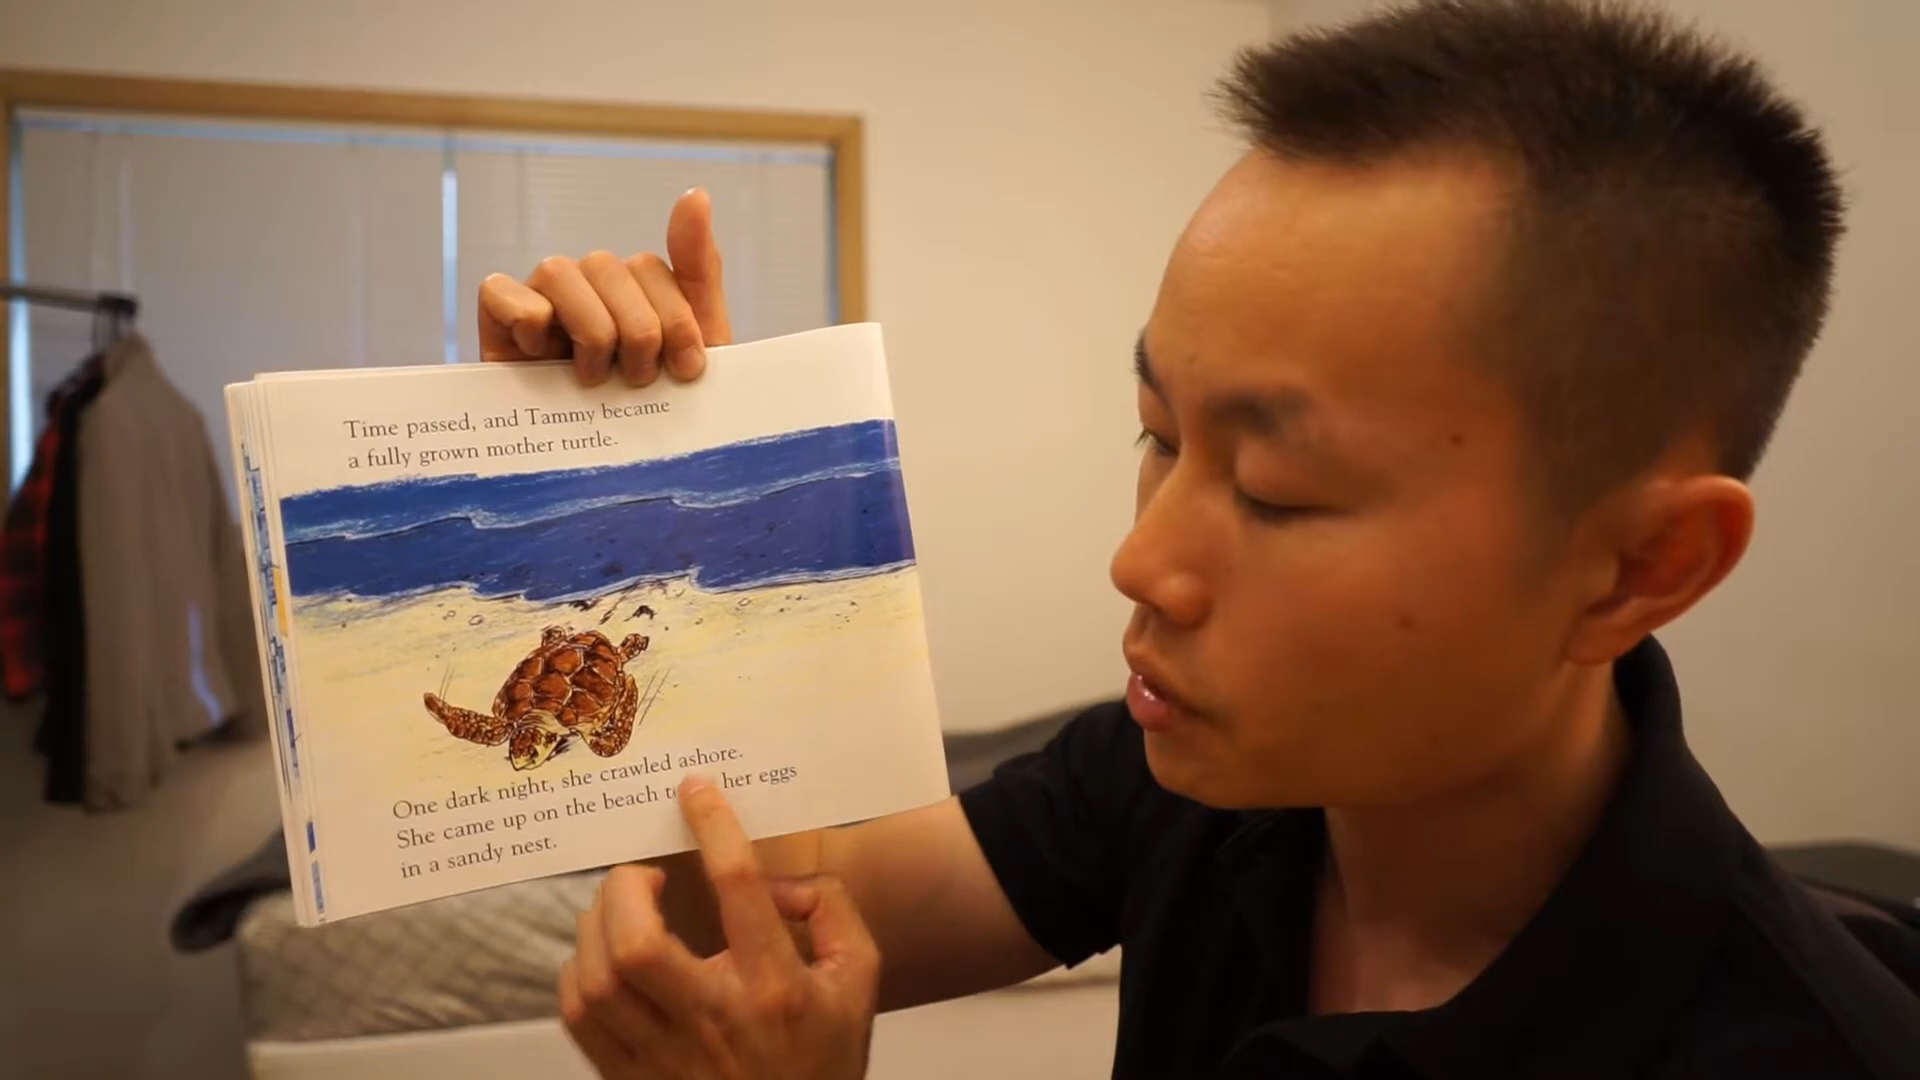 Time passed, and Tammy became
a fully grown mother turtle.
One dark night, she crawled ashore.
She came up on the beach her eggs
in a sandy nest.